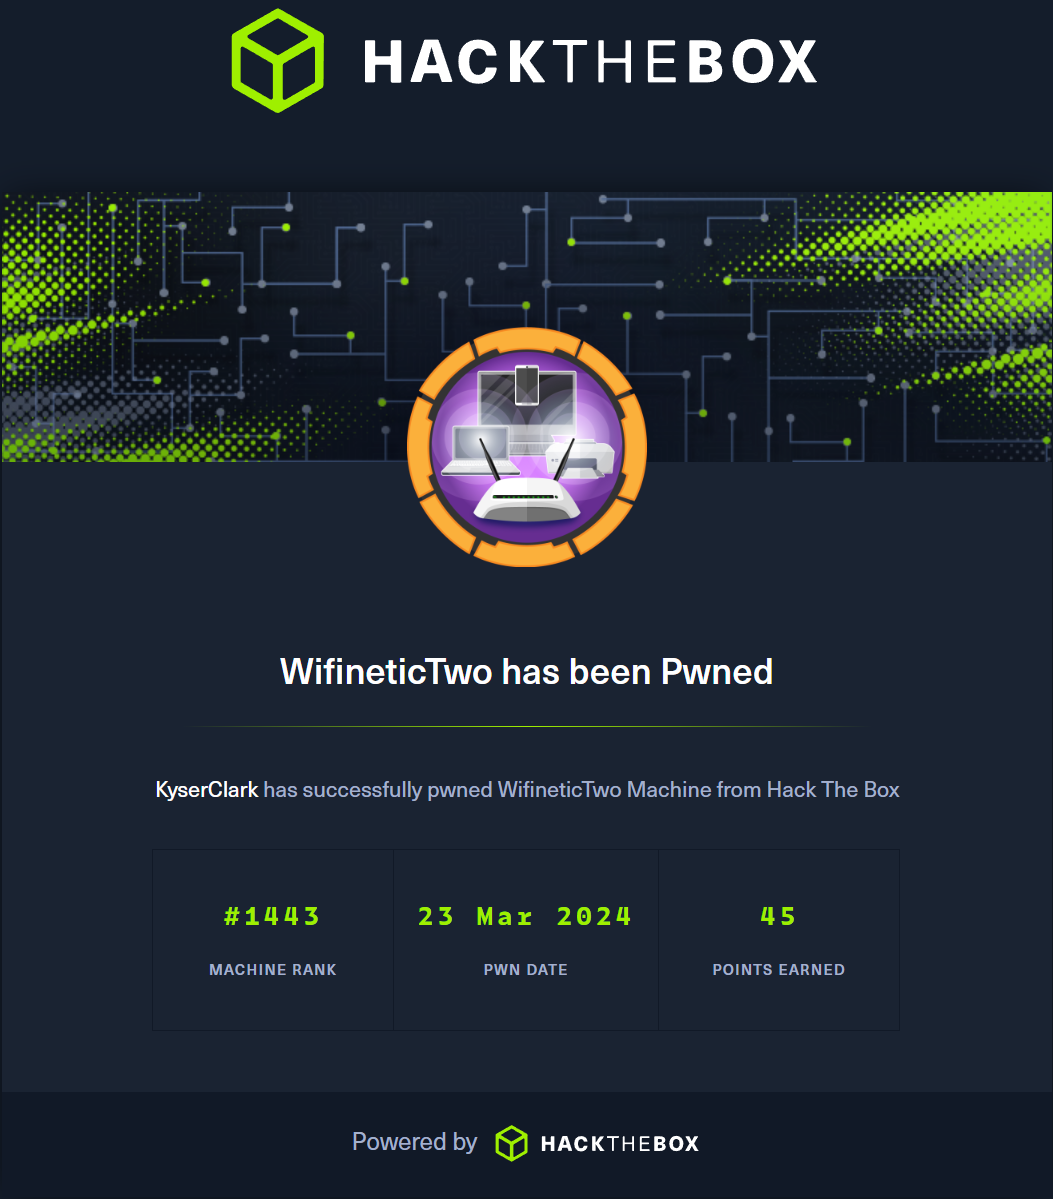 HACKTHEBOX
WifineticTwo has been Pwned
KyserClark has successfully pwned WifineticTwo Machine from Hack The Box
#1443 23 Mar 2024 45
MACHINE RANK PWN DATE POINTS EARNED
Powered by HACKTHEBOX